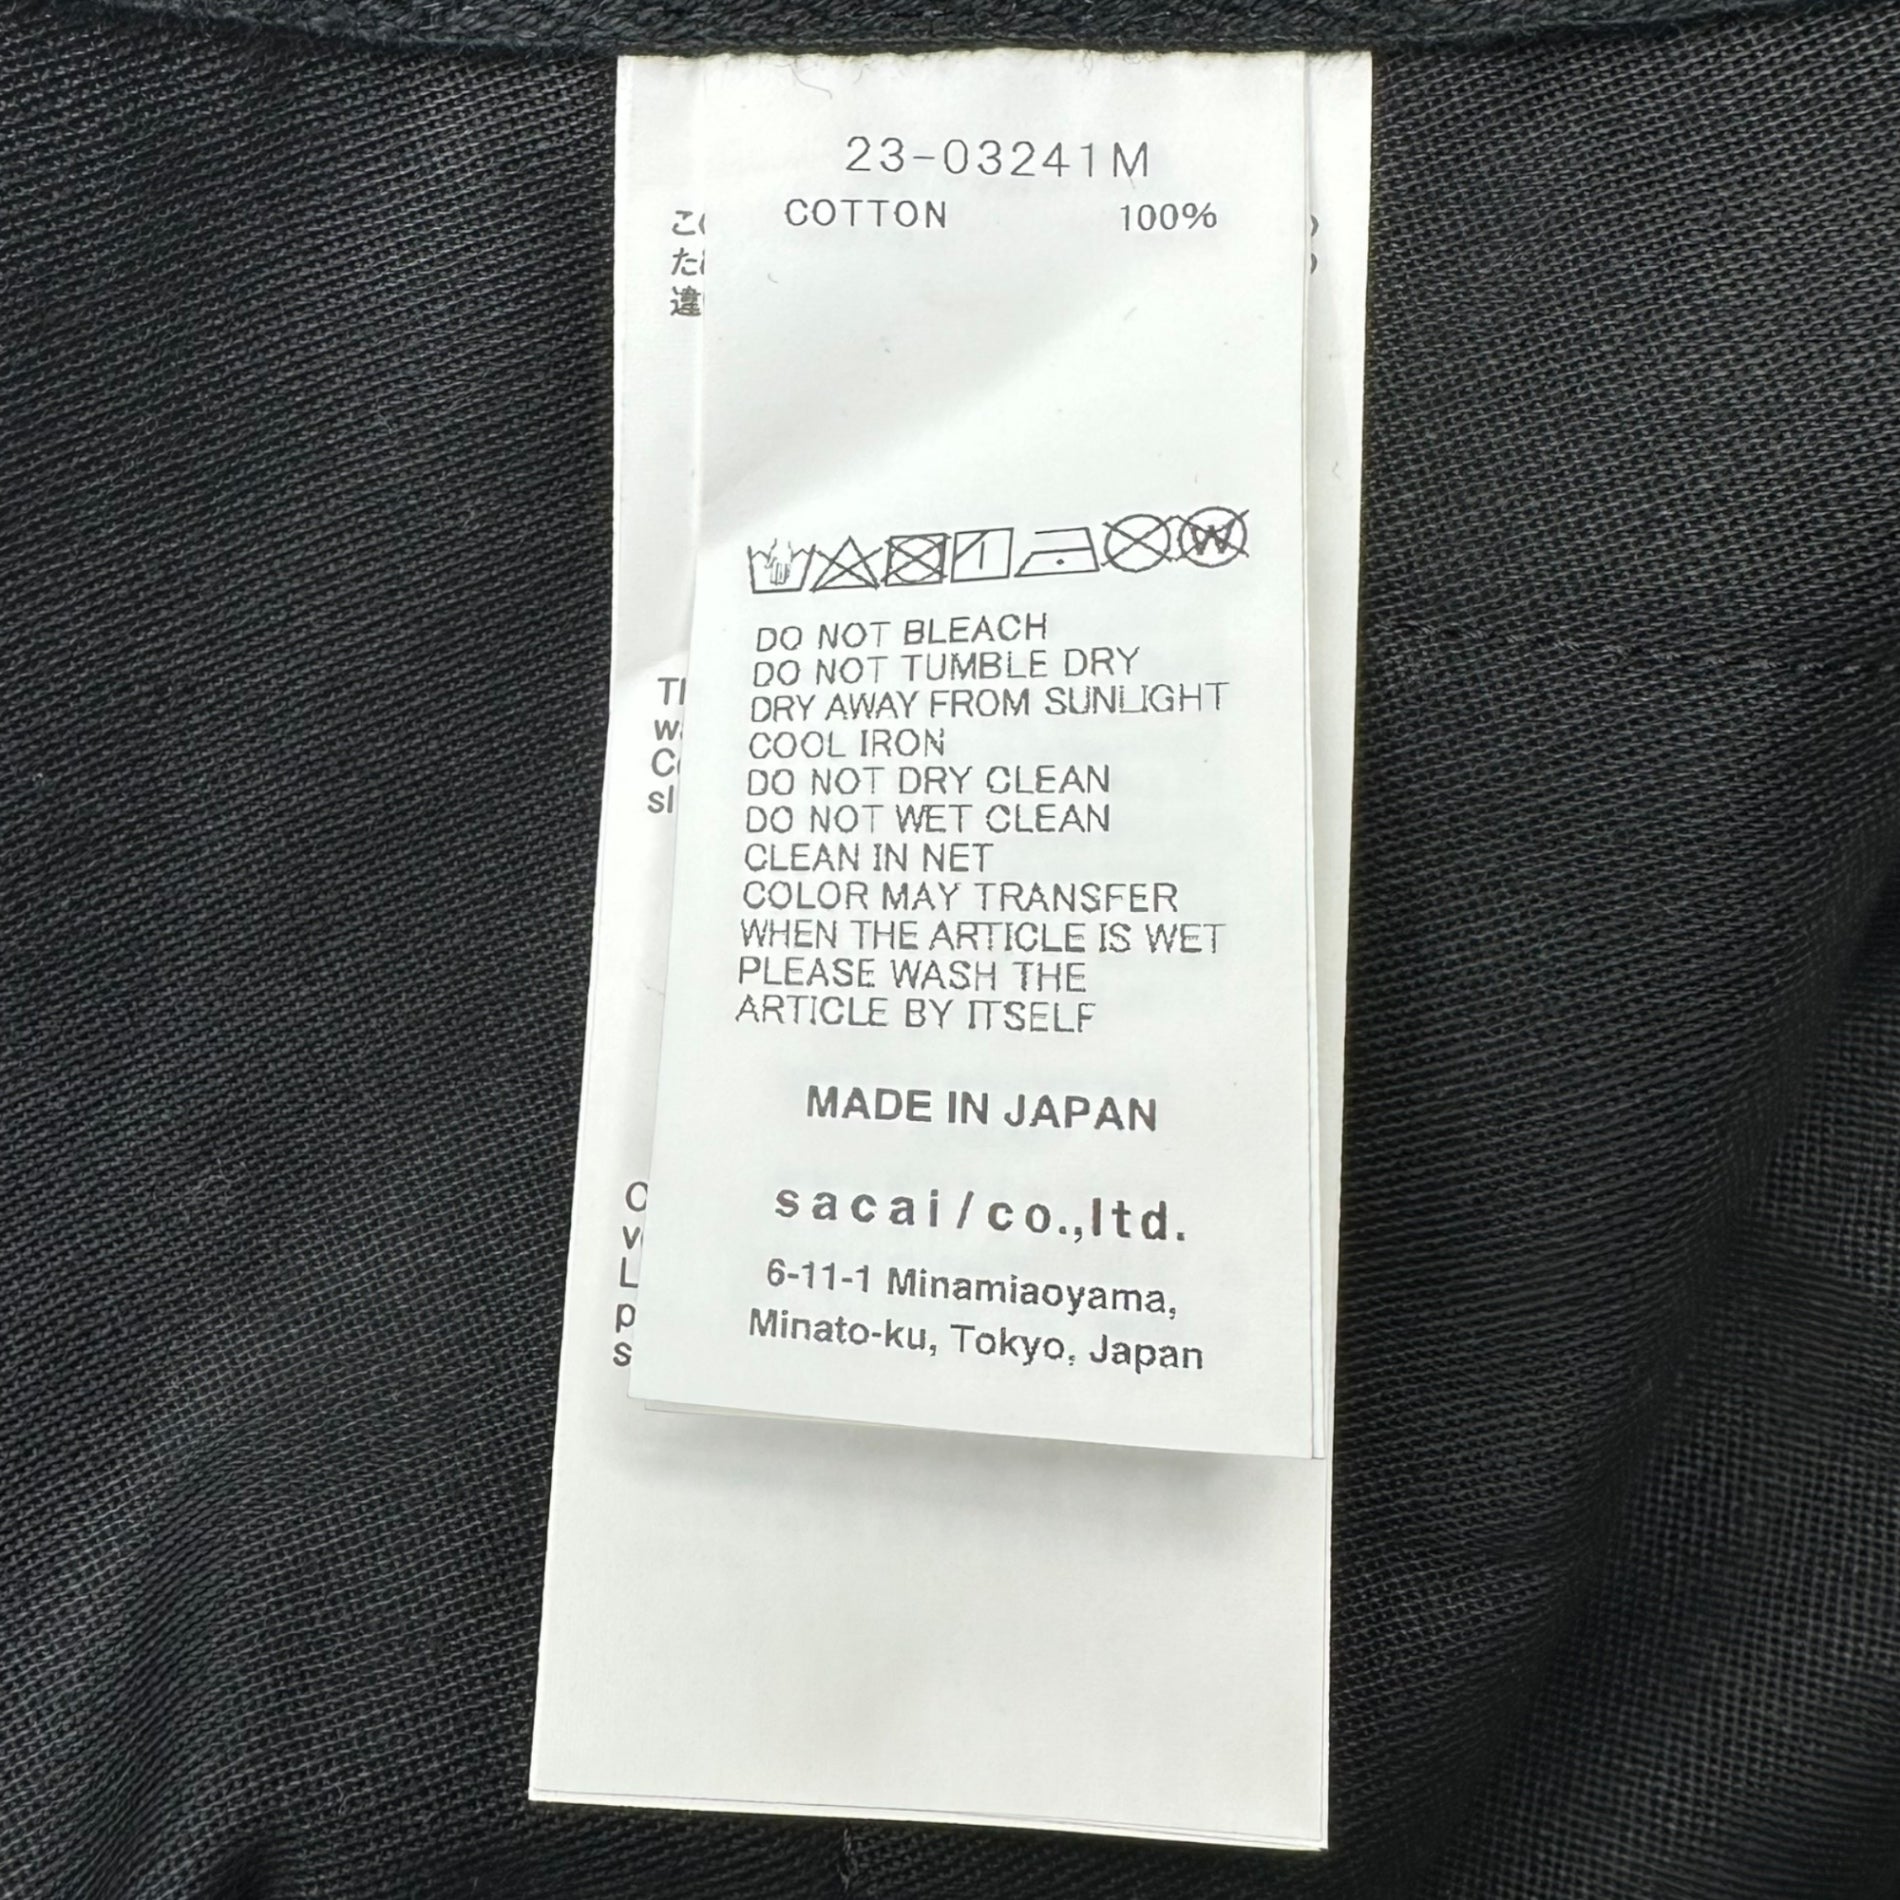 23-03241M
COTTON 100%
DO NOT BLEACH
DO NOT TUMBLE DRY
DRY AWAY FROM SUNLIGHT
COOL IRON
DO NOT DRY CLEAN
DO NOT WET CLEAN
CLEAN IN NET
COLOR MAY TRANSFER
WHEN THE ARTICLE IS WET
PLEASE WASH THE
ARTICLE BY ITSELF
MADE IN JAPAN
sacai/co.,ltd.
6-11-1 Minamiaoyama,
Minato-ku, Tokyo, Japan